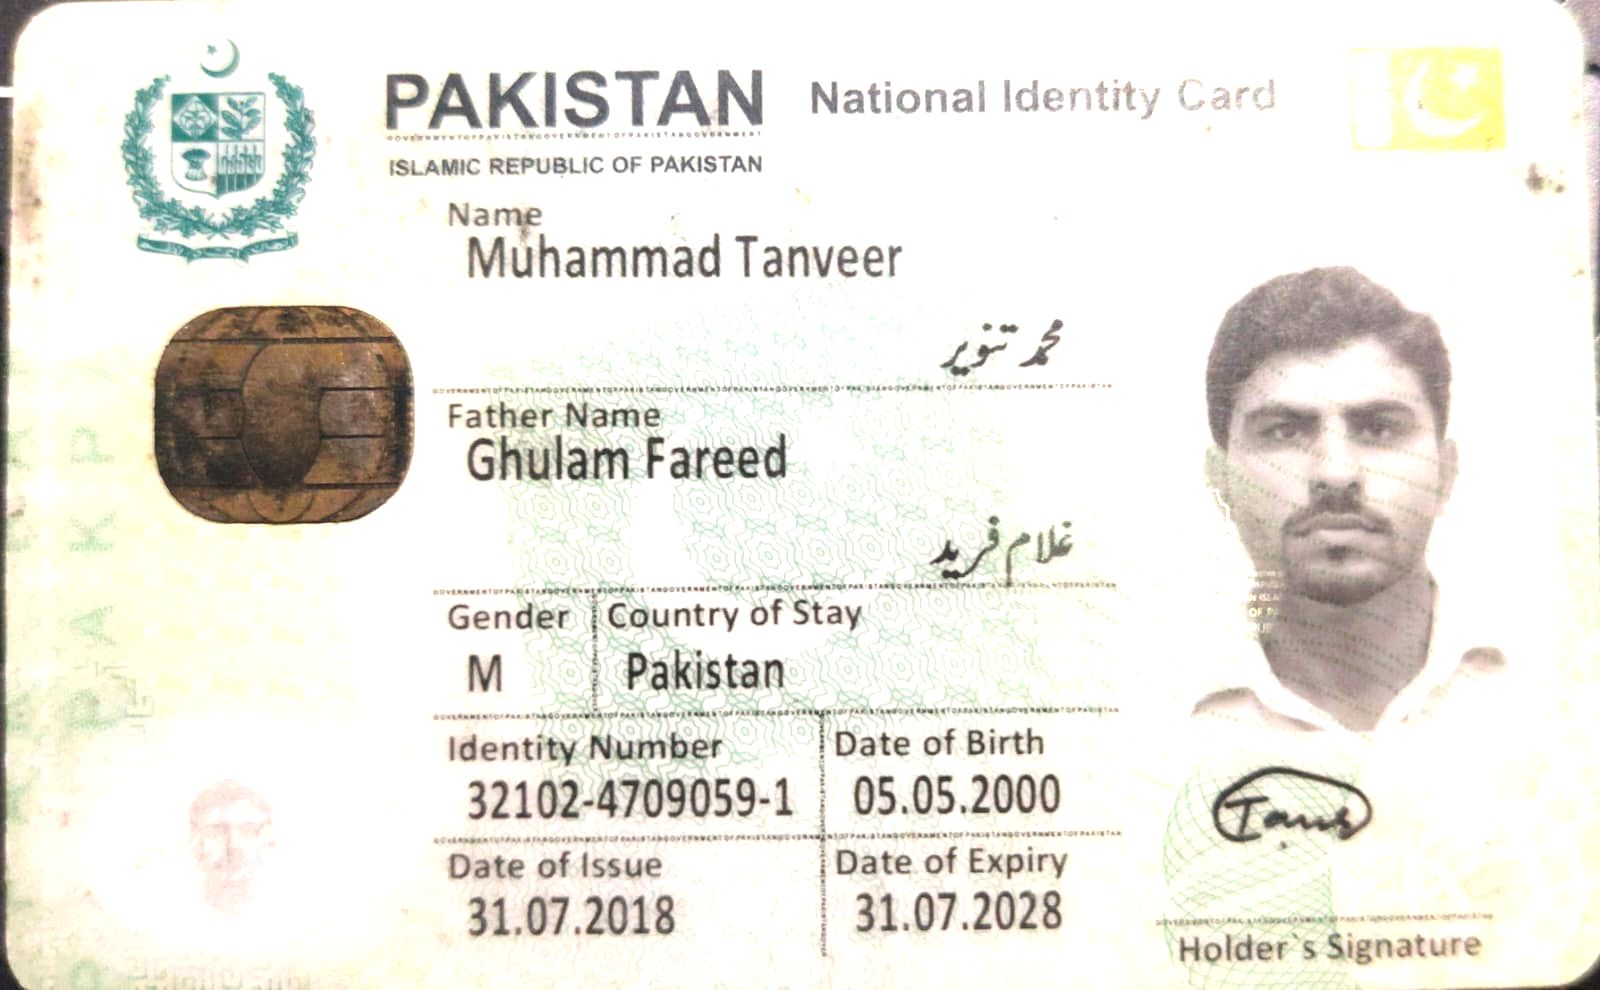 PAKISTAN National Identity Card
ISLAMIC REPUBLIC OF PAKISTAN
Name
Muhammad Tanveer
محمد تنویر
Father Name
Ghulam Fareed
غلام فرید
Gender Country of Stay
M Pakistan
Identity Number Date of Birth
32102-4709059-1 05.05.2000
Date of Issue Date of Expiry
31.07.2018 31.07.2028
Holder`s Signature